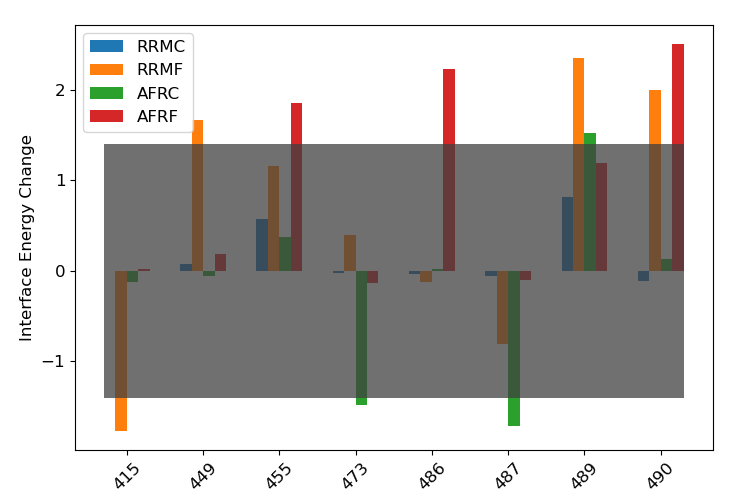 RRMC
RRMF
AFRC
AFRF
Interface Energy Change
2
1
0
−1
415 449 455 473 486 487 489 490